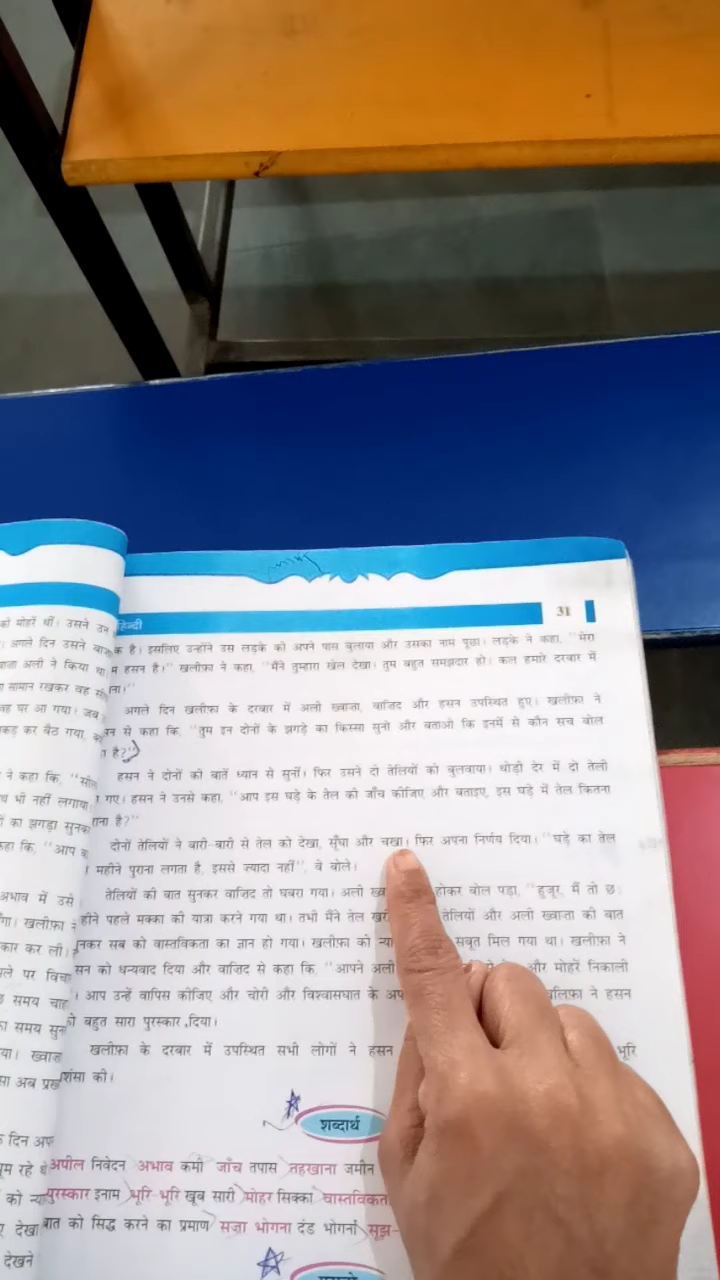 31
हिन्दी
क है। इसलिए उन्होंने उस लड़के को अपने पास बुलाया और उसका नाम पूछा। लड़के ने कहा, "मेरा
म हसन है।" खलीफ़ा ने कहा, "मैंने तुम्हारा खेल देखा। तुम बहुत समझदार हो। कल हमारे दरबार में
ना।"
अगले दिन खलीफ़ा के दरबार में अली ख्वाजा, वाजिद और हसन उपस्थित हुए। खलीफ़ा ने
न से कहा कि, "तुम इन दोनों के झगड़े का किस्सा सुनो और बताओ कि इनमें से कौन सच बोल
है?"
हसन ने दोनों की बातें ध्यान से सुनीं। फिर उसने दो तेलियों को बुलवाया। थोड़ी देर में दो तेली
गए। हसन ने उनसे कहा, "आप इस घड़े के तेल की जाँच कीजिए और बताइए, इस घड़े में तेल कितना
राना है?"
दोनों तेलियों ने बारी-बारी से तेल को देखा, सूँघा और चखा। फिर अपना निर्णय दिया। "घड़े का तेल
महीने पुराना लगता है, इससे ज्यादा नहीं", वे बोले।
तेलियों की बात सुनकर वाजिद तो घबरा गया। अली ख्वा होकर बोल पड़ा, "हुजूर, मैं तो छः
हीने पहले मक्का की यात्रा करने गया था। तभी मैंने तेल खर तेलियों और अली ख्वाजा की बात
नकर सब को वास्तविकता का ज्ञान हो गया। खलीफ़ा को न्या सबूत मिल गया था। खलीफ़ा ने
सन को धन्यवाद दिया और वाजिद से कहा कि, "आपने अली और मोहरें निकाली
। आप उन्हें वापिस कीजिए और चोरी और विश्वासघात के अप खलिफ़ा ने हसन
को बहुत सारा पुरस्कार दिया।
खलीफ़ा के दरबार में उपस्थित सभी लोगों ने हसन भूरि
शंसा की।
शब्दार्थ
अपील निवेदन अभाव कमी जाँच तपास तहखाना जमीन
पुरस्कार इनाम भूरि-भूरि खूब सारी मोहर सिक्का वास्तविकता
बात को सिद्ध करने का प्रमाण सज़ा भोगना दंड भोगना सूझ-